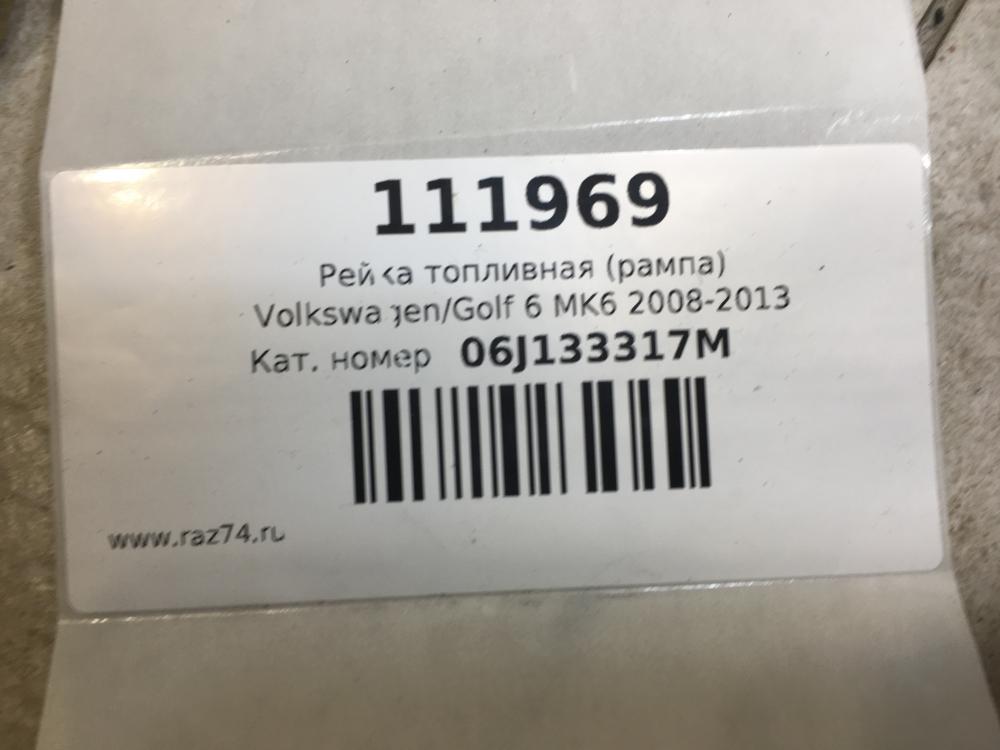 111969
Рейка топливная (рампа)
Volkswagen/Golf 6 MK6 2008-2013
Кат. номер 06J133317M
www.raz74.ru